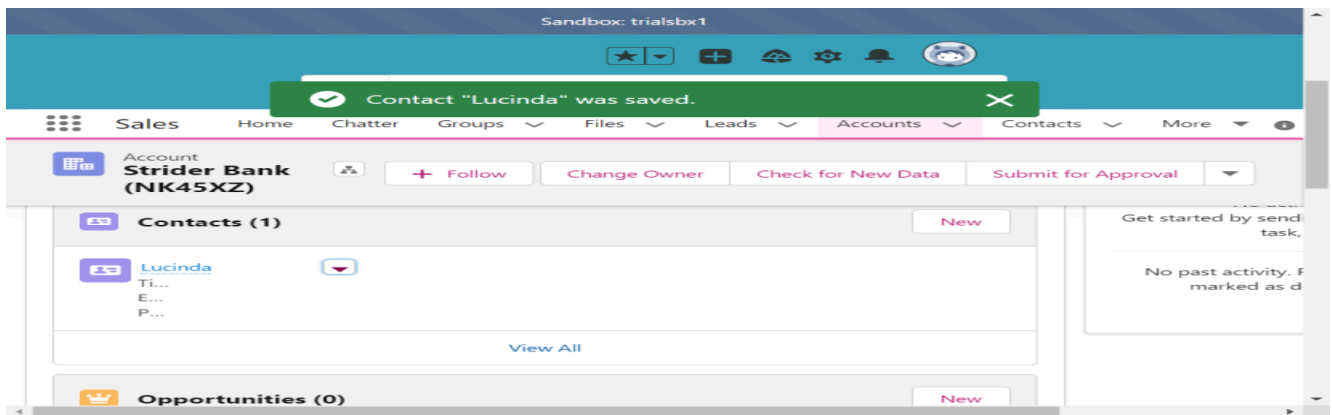 Sandbox: trialsbx1
Contact "Lucinda" was saved.
Sales Home Chatter Groups Files Leads Accounts Contacts More
Account
Strider Bank
(NK45XZ)
Follow Change Owner Check for New Data Submit for Approval
Contacts (1) New
Get started by sendi
task,
Lucinda
Ti...
E...
P...
No past activity. P
marked as d
View All
Opportunities (0) New